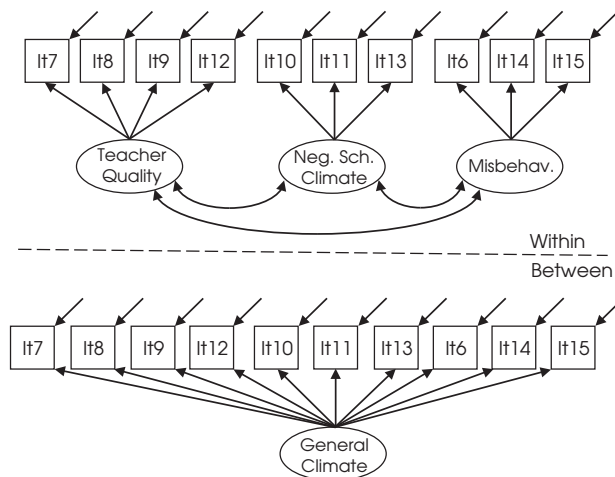 It7 It8 It9 It12 It10 It11 It13 It6 It14 It15
Teacher
Quality
Neg. Sch.
Climate
Misbehav.
Within
Between
It7 It8 It9 It12 It10 It11 It13 It6 It14 It15
General
Climate